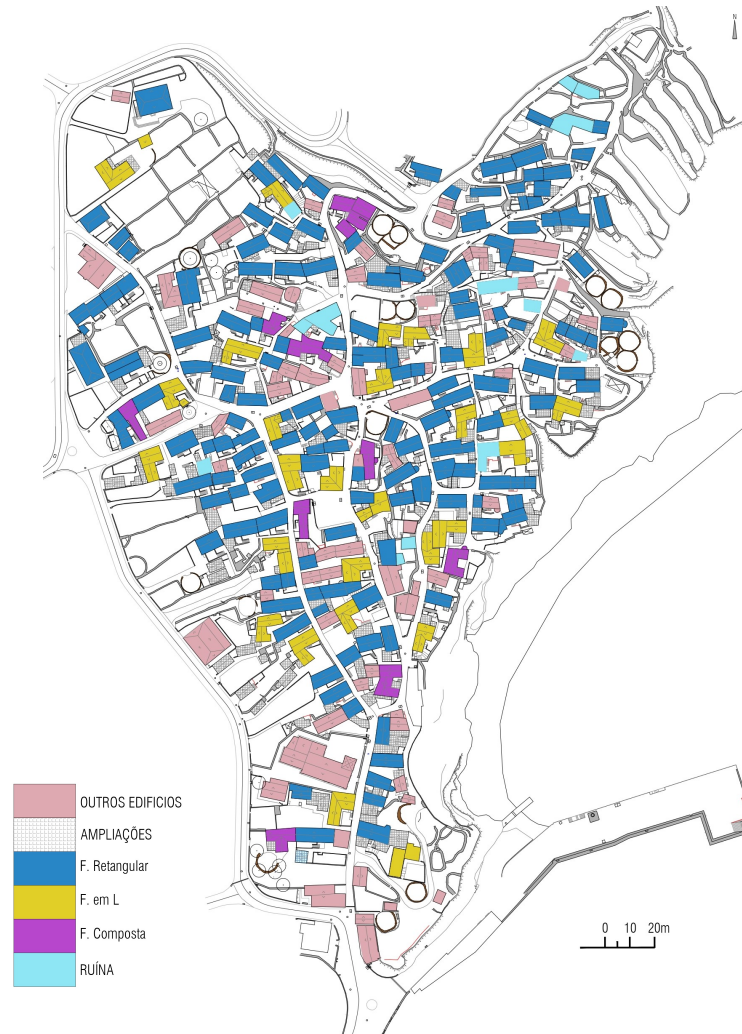 N
OUTROS EDIFICIOS
AMPLIAÇÕES
F. Retangular
F. em L
F. Composta
RUÍNA
0 10 20m